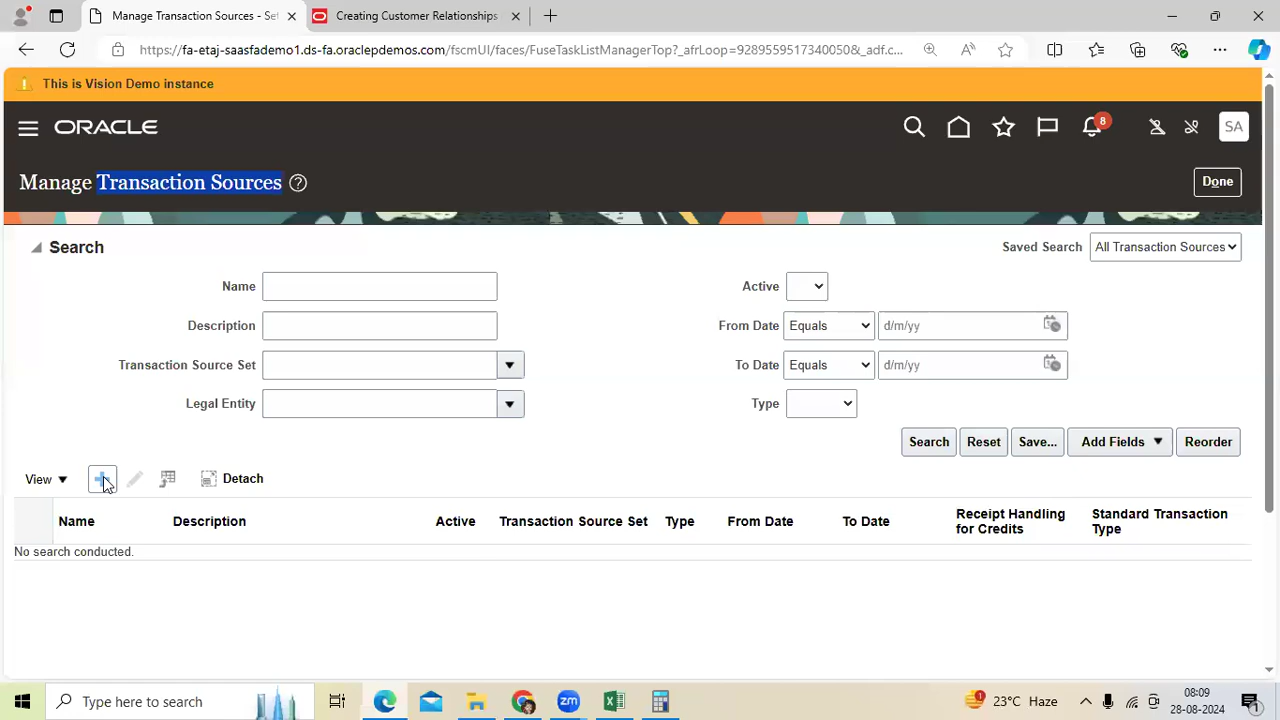 Manage Transaction Sources - Se
Creating Customer Relationships
https://fa-etaj-saasfademo1.ds-fa.oraclepdemos.com/fscmUI/faces/FuseTaskListManagerTop?_afrLoop=9289559517340050&_adf.c...
This is Vision Demo instance
ORACLE
8
SA
Manage Transaction Sources
Done
Search
Saved Search All Transaction Sources
Name
Active
Description
From Date Equals d/m/yy
Transaction Source Set
To Date Equals d/m/yy
Legal Entity
Type
Search Reset Save... Add Fields Reorder
View
Detach
Name Description Active Transaction Source Set Type From Date To Date Receipt Handling for Credits Standard Transaction Type
No search conducted.
Type here to search
zm
1
23°C Haze
08:09
28-08-2024
1